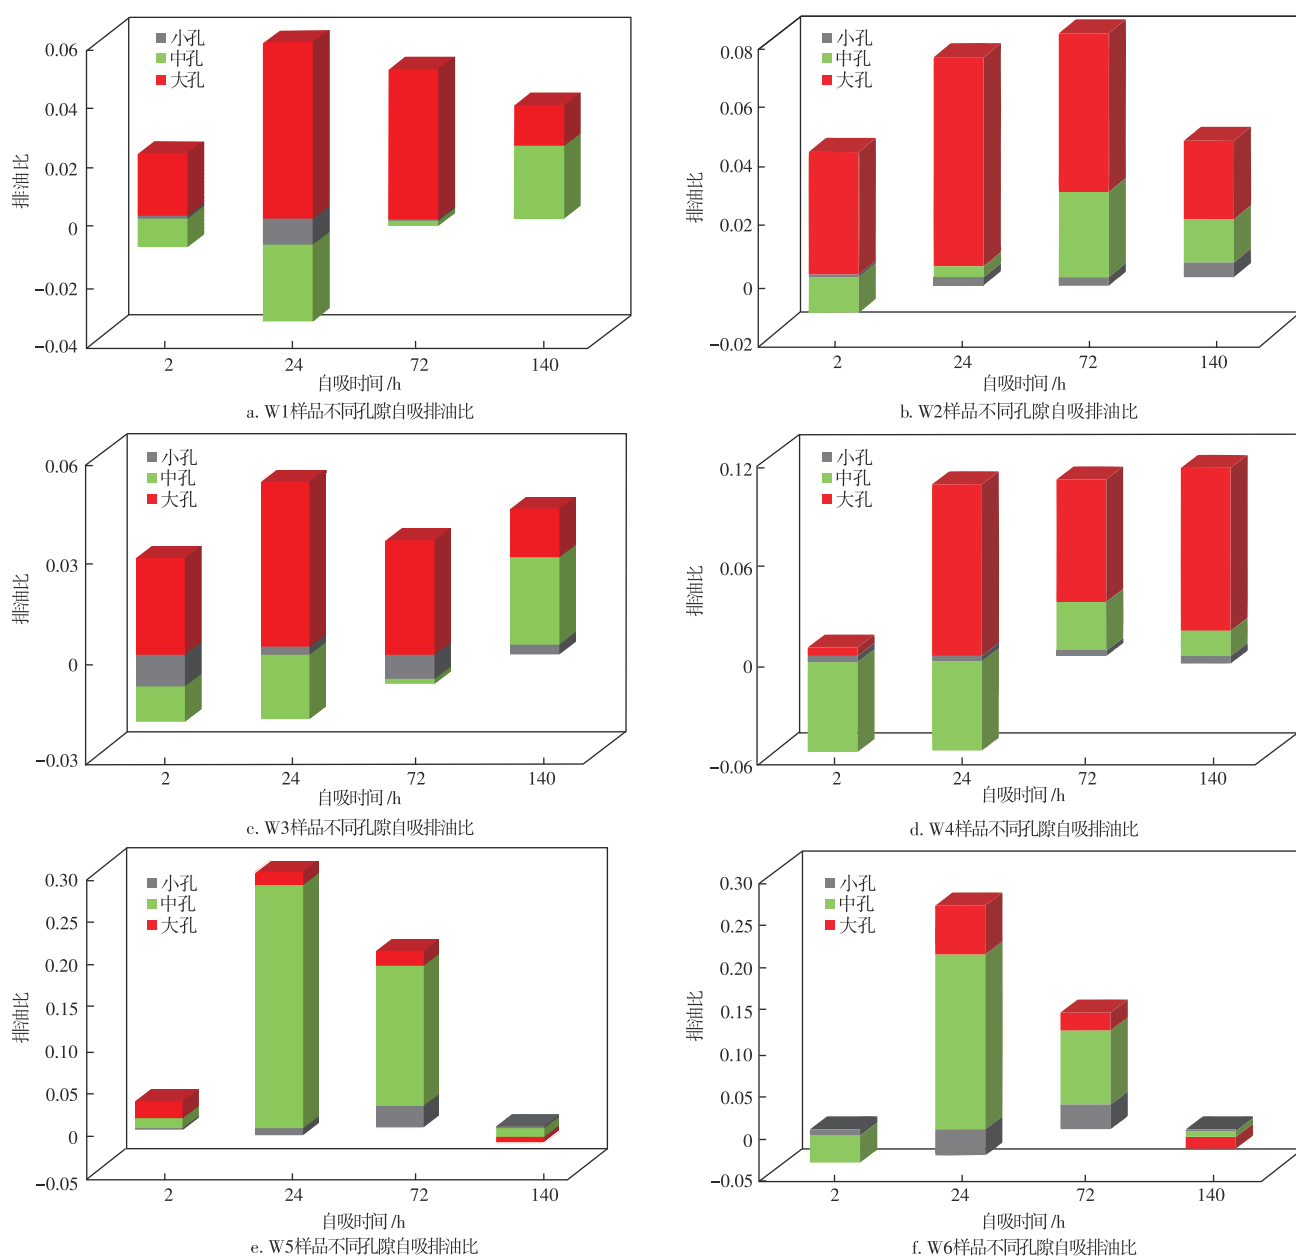 0.06
0.04
0.02
0
−0.02
−0.04
排油比
小孔
中孔
大孔
2 24 72 140
自吸时间 /h
a. W1样品不同孔隙自吸排油比
0.08
0.06
0.04
0.02
0
−0.02
排油比
小孔
中孔
大孔
2 24 72 140
自吸时间 /h
b. W2样品不同孔隙自吸排油比
0.06
0.03
0
−0.03
排油比
小孔
中孔
大孔
2 24 72 140
自吸时间 /h
c. W3样品不同孔隙自吸排油比
0.12
0.06
0
−0.06
排油比
小孔
中孔
大孔
2 24 72 140
自吸时间 /h
d. W4样品不同孔隙自吸排油比
0.30
0.25
0.20
0.15
0.10
0.05
0
−0.05
排油比
小孔
中孔
大孔
2 24 72 140
自吸时间 /h
e. W5样品不同孔隙自吸排油比
0.30
0.25
0.20
0.15
0.10
0.05
0
−0.05
排油比
小孔
中孔
大孔
2 24 72 140
自吸时间 /h
f. W6样品不同孔隙自吸排油比